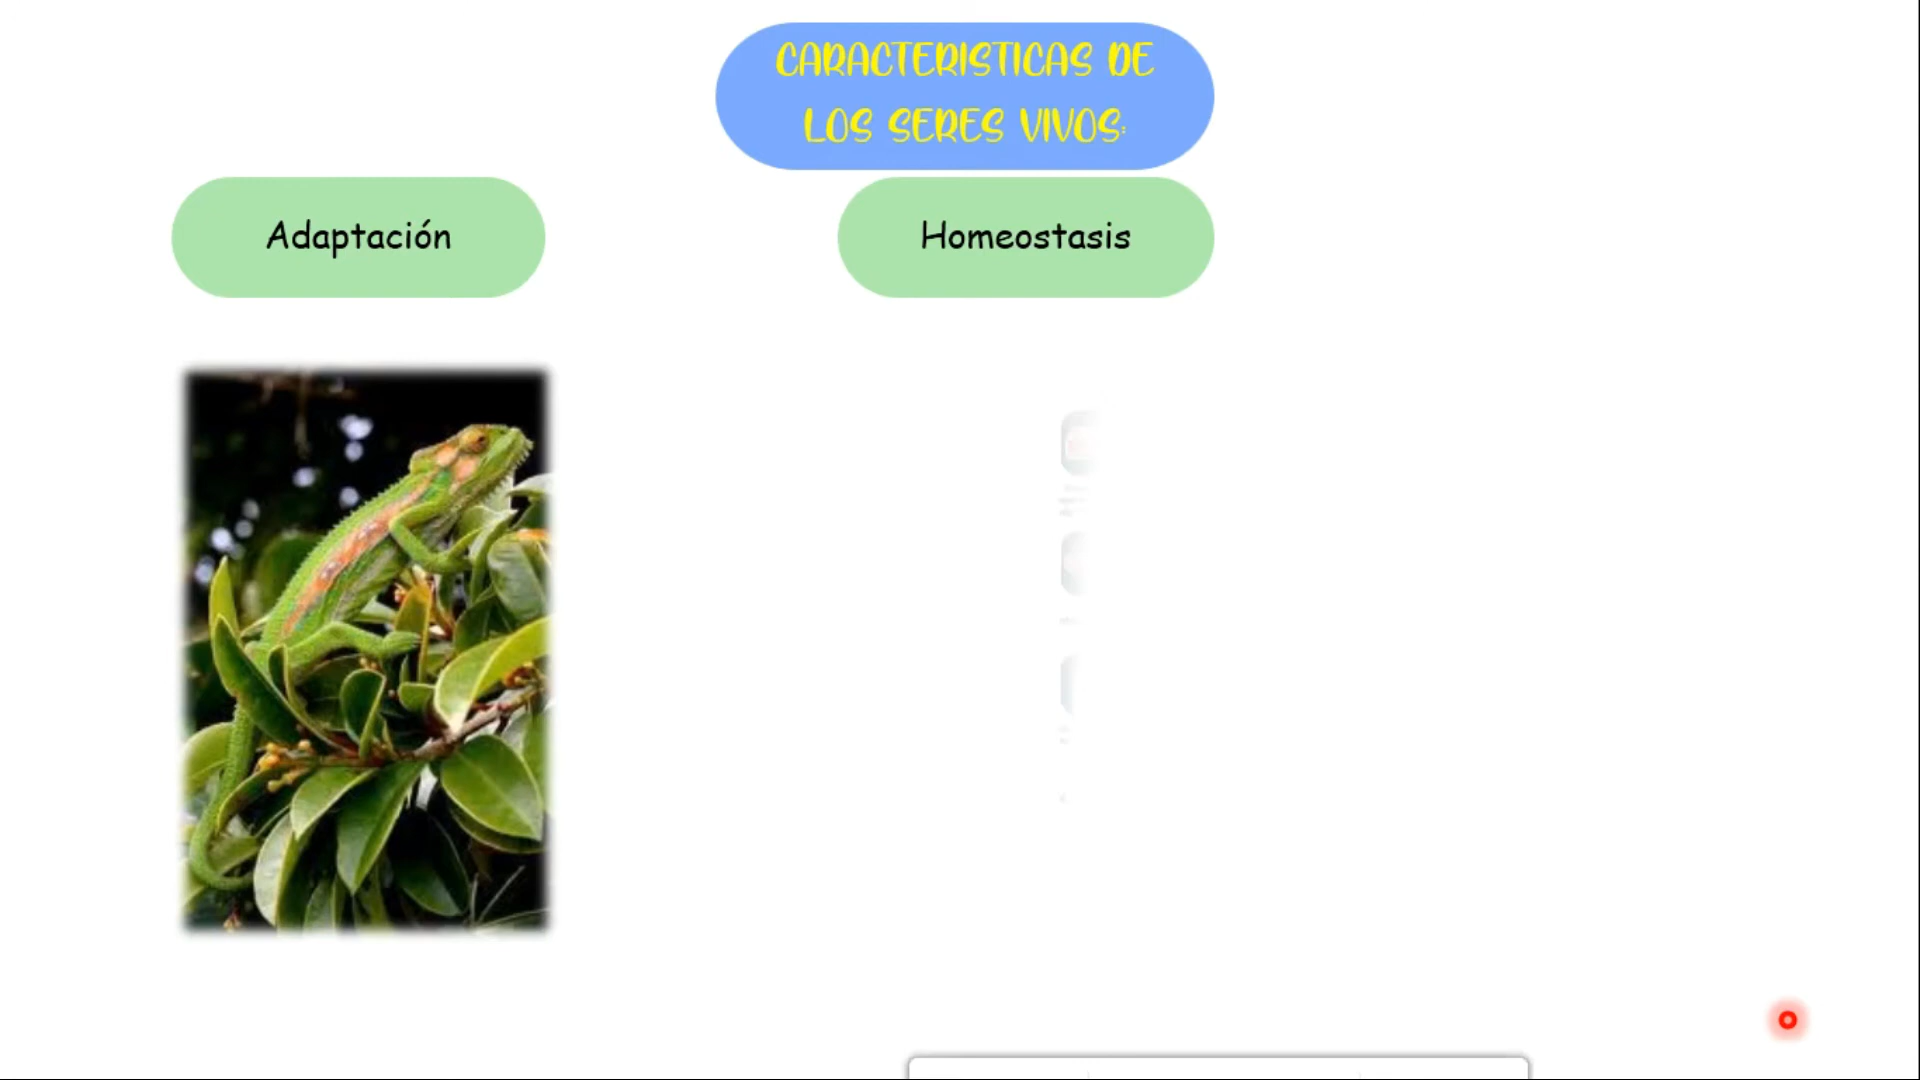 CARACTERISTICAS DE
LOS SERES VIVOS:
Adaptación
Homeostasis